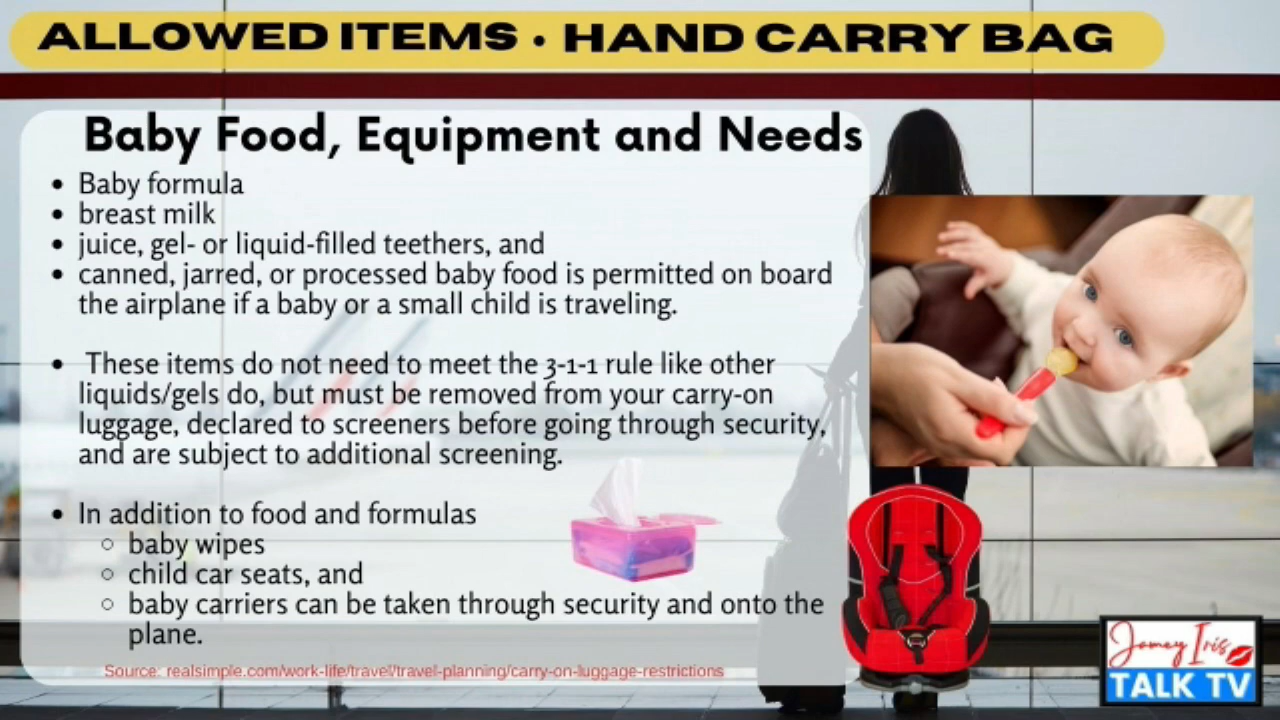 ALLOWED ITEMS • HAND CARRY BAG
Baby Food, Equipment and Needs
• Baby formula
• breast milk
• juice, gel- or liquid-filled teethers, and
• canned, jarred, or processed baby food is permitted on board
the airplane if a baby or a small child is traveling.
• These items do not need to meet the 3-1-1 rule like other
liquids/gels do, but must be removed from your carry-on
luggage, declared to screeners before going through security,
and are subject to additional screening.
• In addition to food and formulas
○ baby wipes
○ child car seats, and
○ baby carriers can be taken through security and onto the
plane.
Source: realsimple.com/work-life/travel/travel-planning/carry-on-luggage-restrictions
Jamey Iris
TALK TV